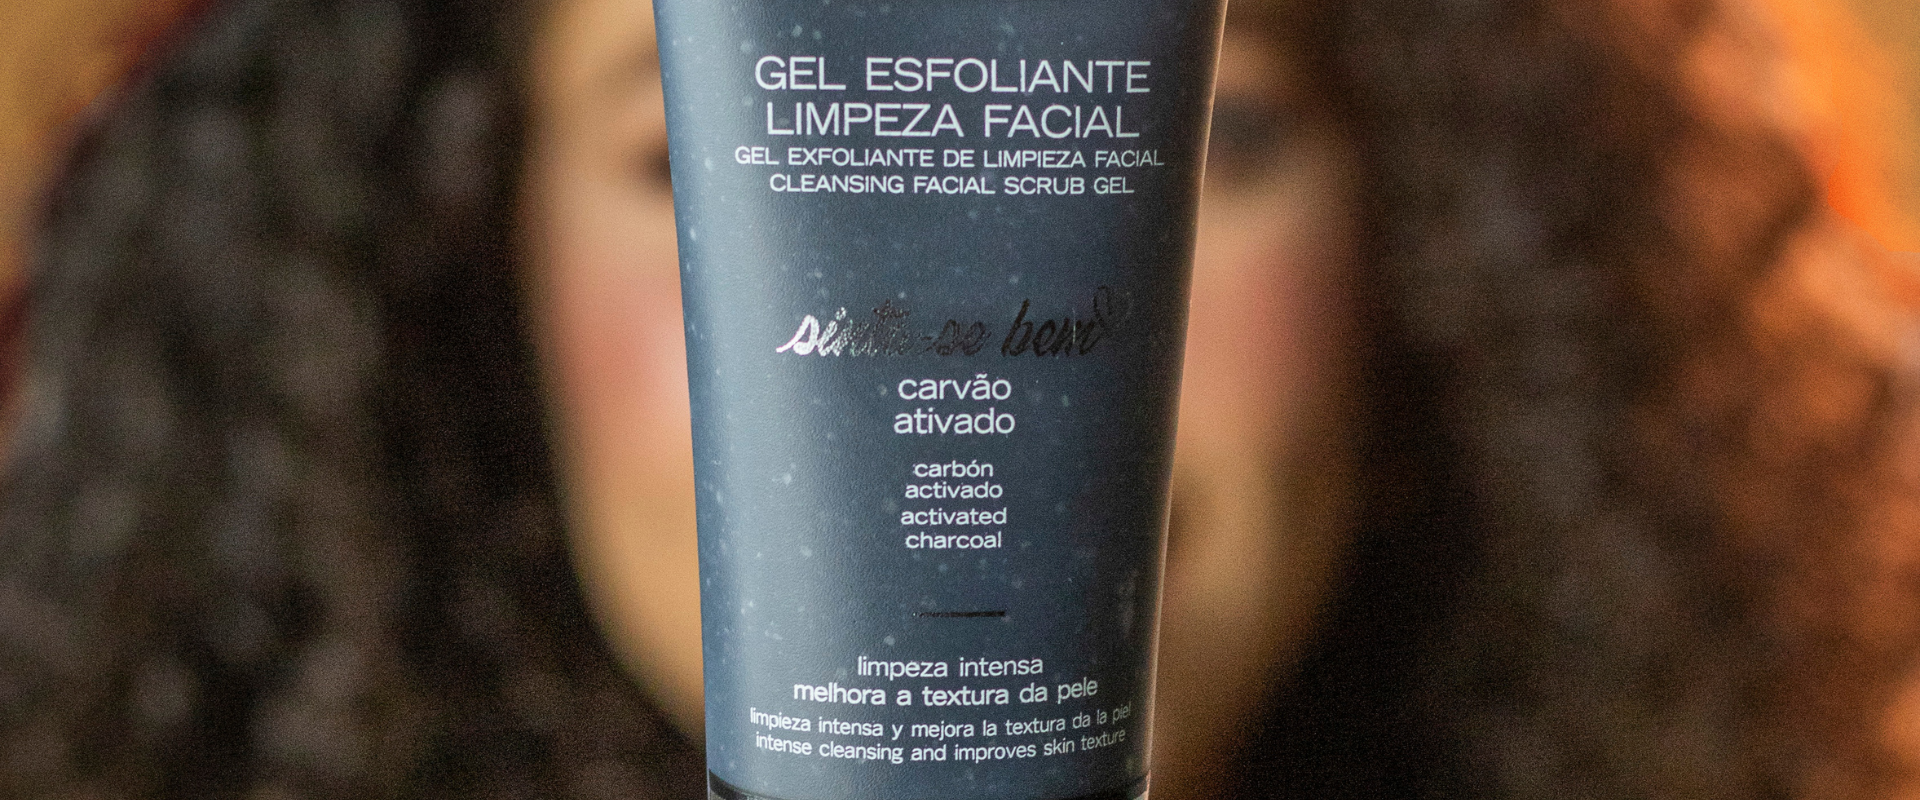 GEL ESFOLIANTE
LIMPEZA FACIAL
GEL EXFOLIANTE DE LIMPIEZA FACIAL
CLEANSING FACIAL SCRUB GEL
sinta-se bem
carvão
ativado
carbón
activado
activated
charcoal
limpeza intensa
melhora a textura da pele
limpieza intensa y mejora la textura da la piel
intense cleansing and improves skin texture